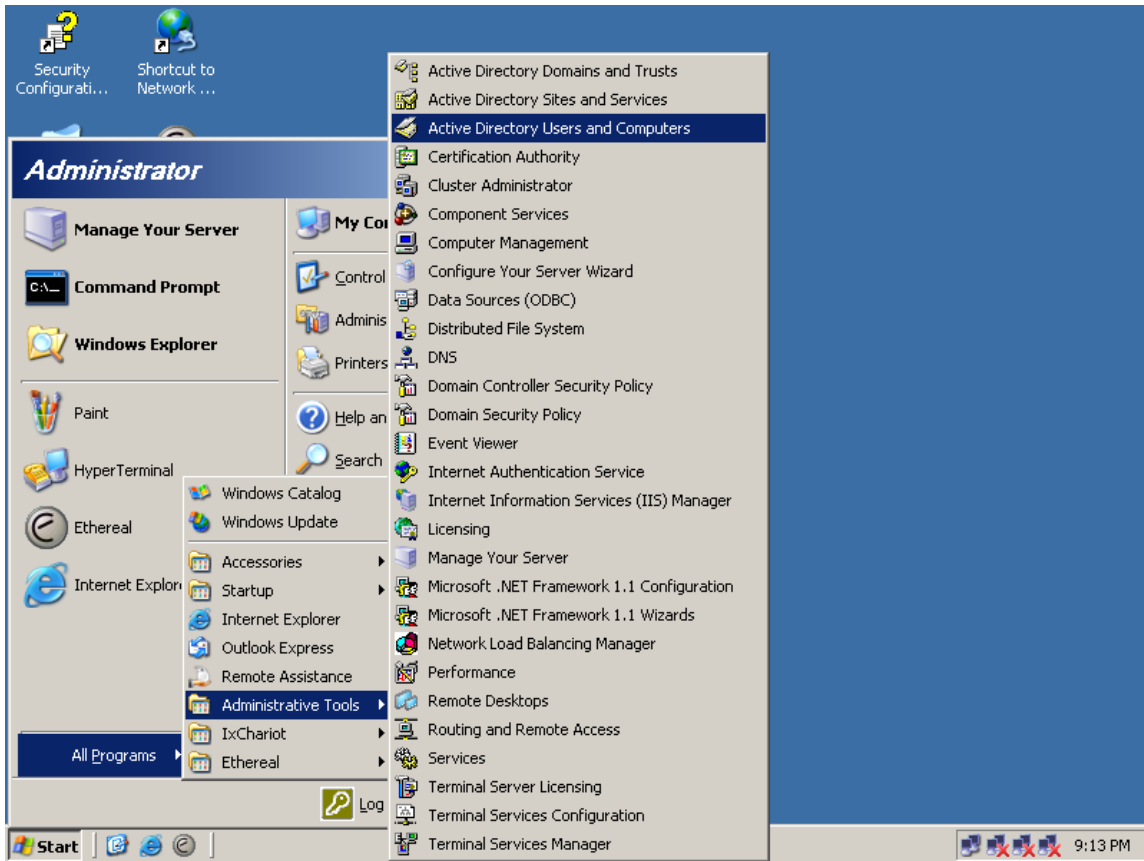 Security
Configurati...
Shortcut to
Network ...
Administrator
Manage Your Server
Command Prompt
Windows Explorer
Paint
HyperTerminal
Ethereal
Internet Explor
All Programs
My Co
Control
Adminis
Printers
Help an
Search
Log
Windows Catalog
Windows Update
Accessories
Startup
Internet Explorer
Outlook Express
Remote Assistance
Administrative Tools
IxChariot
Ethereal
Active Directory Domains and Trusts
Active Directory Sites and Services
Active Directory Users and Computers
Certification Authority
Cluster Administrator
Component Services
Computer Management
Configure Your Server Wizard
Data Sources (ODBC)
Distributed File System
DNS
Domain Controller Security Policy
Domain Security Policy
Event Viewer
Internet Authentication Service
Internet Information Services (IIS) Manager
Licensing
Manage Your Server
Microsoft .NET Framework 1.1 Configuration
Microsoft .NET Framework 1.1 Wizards
Network Load Balancing Manager
Performance
Remote Desktops
Routing and Remote Access
Services
Terminal Server Licensing
Terminal Services Configuration
Terminal Services Manager
Start
9:13 PM